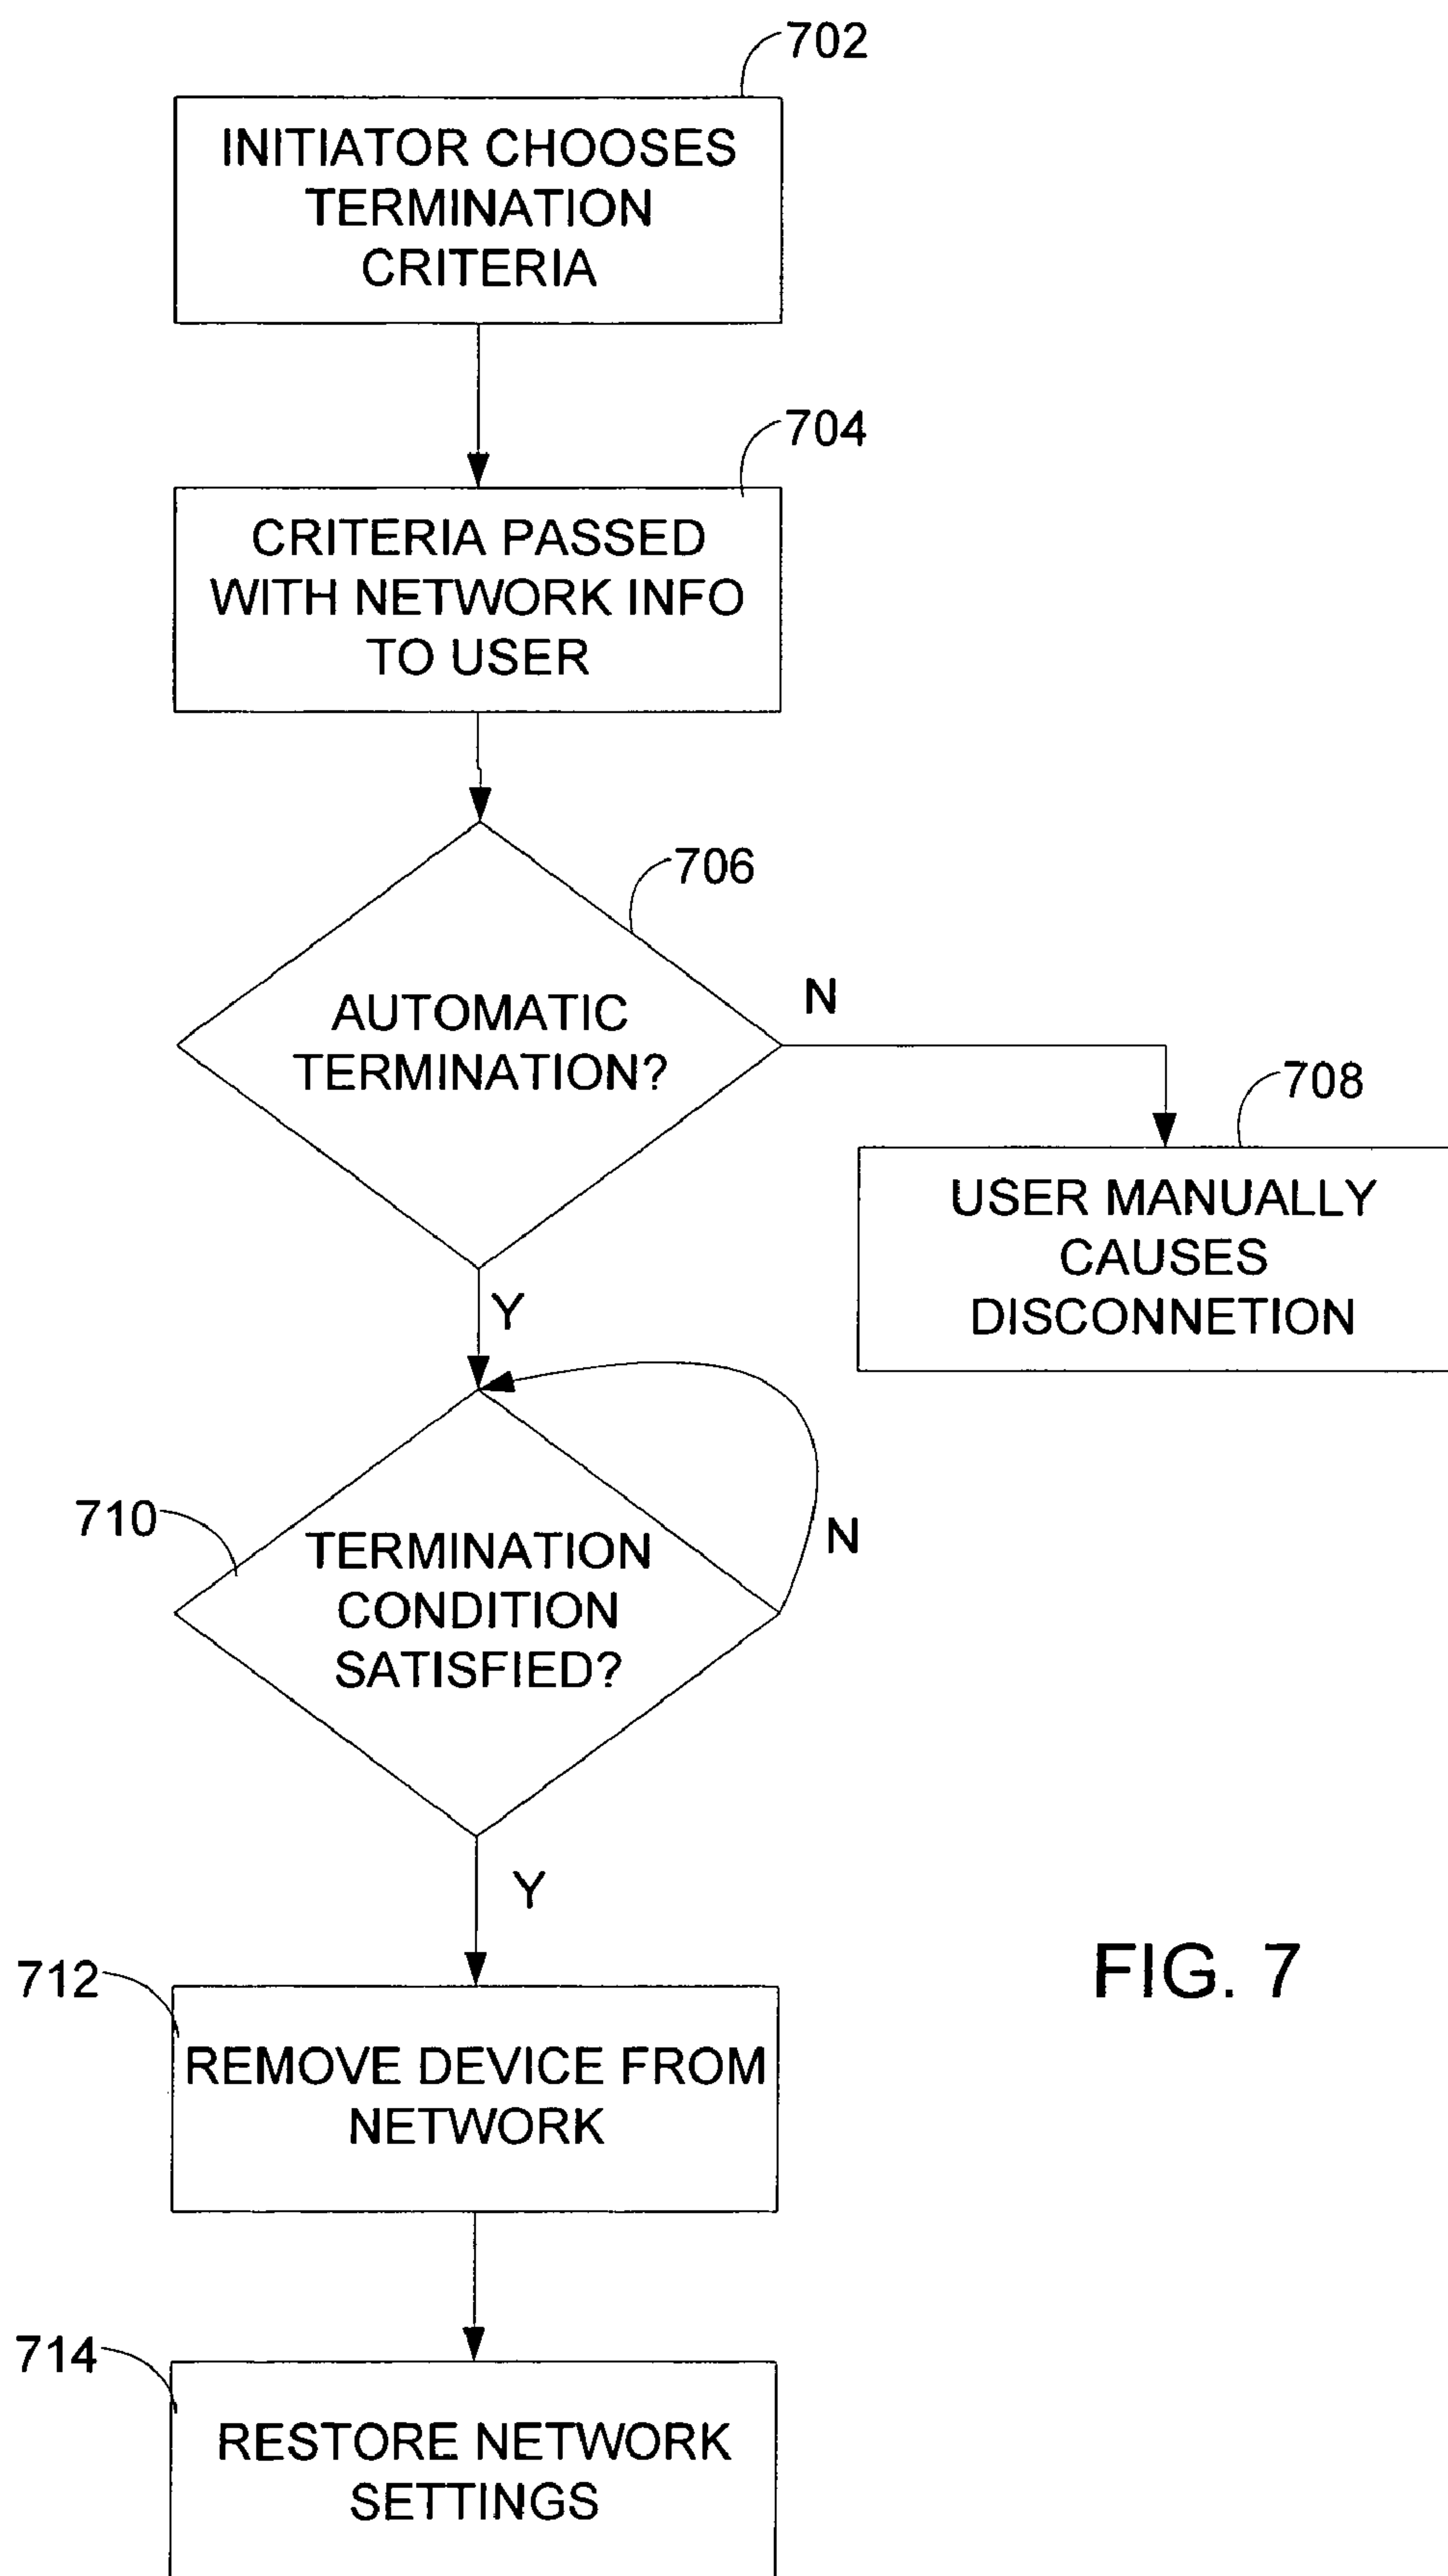 702
INITIATOR CHOOSES
TERMINATION
CRITERIA
704
CRITERIA PASSED
WITH NETWORK INFO
TO USER
706
AUTOMATIC
TERMINATION?
N
708
USER MANUALLY
CAUSES
DISCONNETION
Y
710
TERMINATION
CONDITION
SATISFIED?
N
Y
712
REMOVE DEVICE FROM
NETWORK
FIG. 7
714
RESTORE NETWORK
SETTINGS